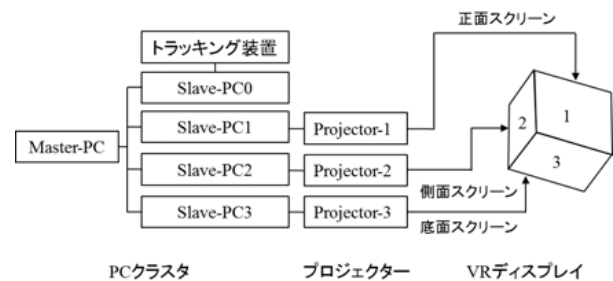 正面スクリーン
トラッキング装置
Slave-PC0
Slave-PC1
Projector-1
2
1
Master-PC
Slave-PC2
Projector-2
3
側面スクリーン
Slave-PC3
Projector-3
底面スクリーン
PCクラスタ
プロジェクター
VRディスプレイ